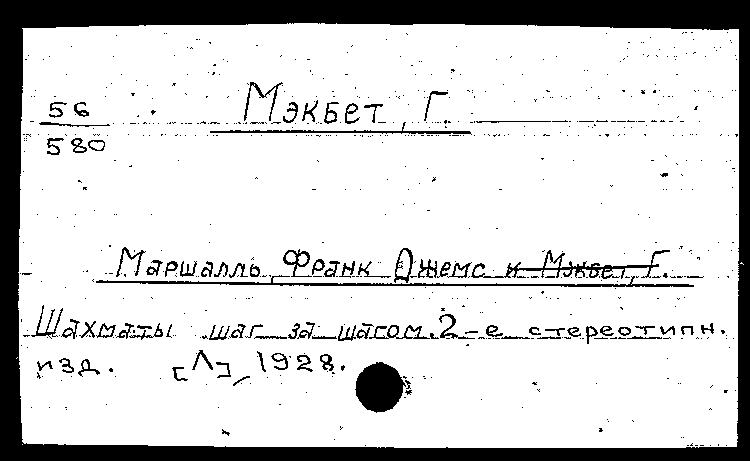 56
580
Мэкбет, Г.
Маршалль, Франк Джемс и Мэкбет, Г.
Шахматы шаг за шагом. 2-е стереотипн.
изд. [Л], 1928.